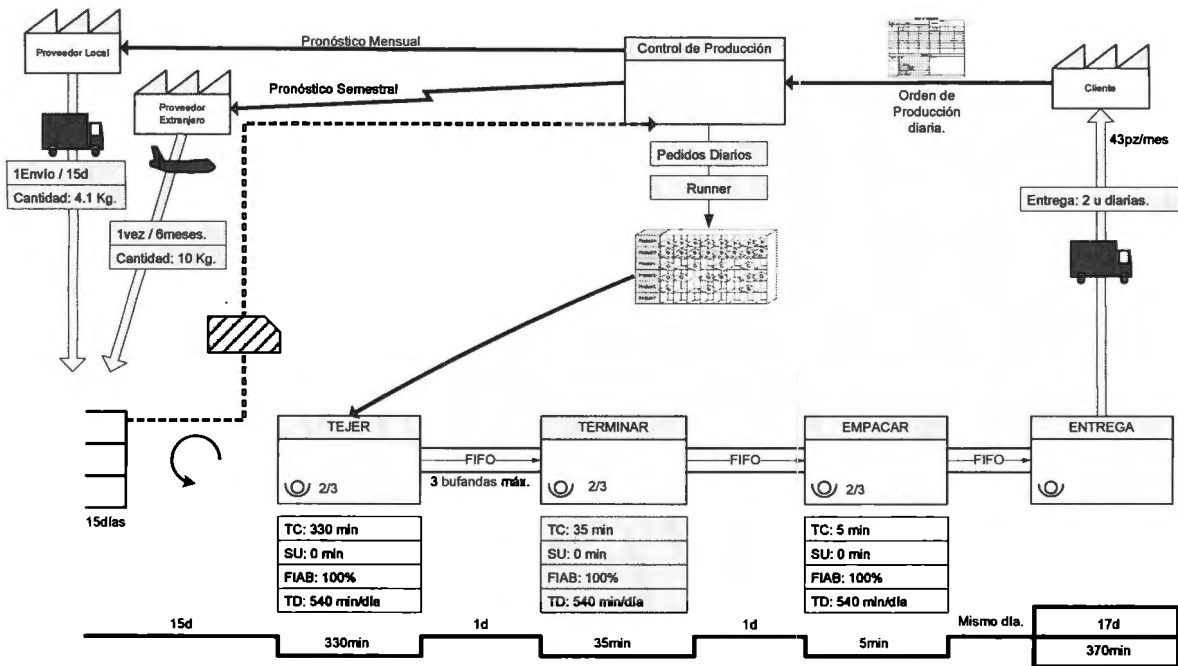 Proveedor Local
Pronóstico Mensual
Control de Producción
Pronóstico Semestral
Proveedor
Extranjero
Orden de
Producción
diaria.
Cliente
43pz/mes
1Envío / 15d
Cantidad: 4.1 Kg.
1vez / 6meses.
Cantidad: 10 Kg.
Pedidos Diarios
Runner
Entrega: 2 u diarias.
15días
TEJER
2/3
TC: 330 min
SU: 0 min
FIAB: 100%
TD: 540 min/día
FIFO
3 bufandas máx.
TERMINAR
2/3
TC: 35 min
SU: 0 min
FIAB: 100%
TD: 540 min/día
FIFO
EMPACAR
2/3
TC: 5 min
SU: 0 min
FIAB: 100%
TD: 540 min/día
FIFO
ENTREGA
15d
330min
1d
35min
1d
5min
Mismo día.
17d
370min